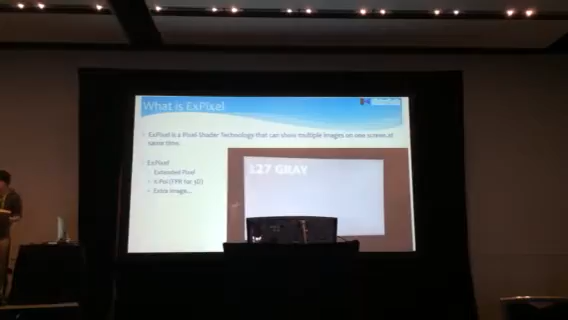 What is ExPixel
ExPixel is a Pixel-Shader Technology that can show multiple images on one screen at
same time.
ExPixel
Extended Pixel
Extra Image...
127 GRAY